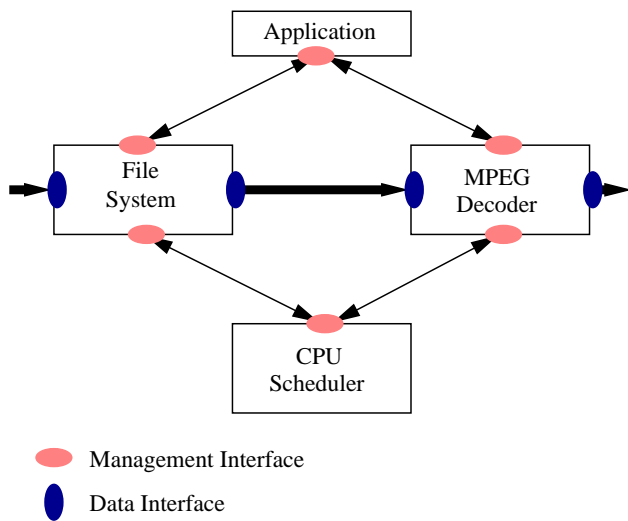 Application
File
System
MPEG
Decoder
CPU
Scheduler
Management Interface
Data Interface